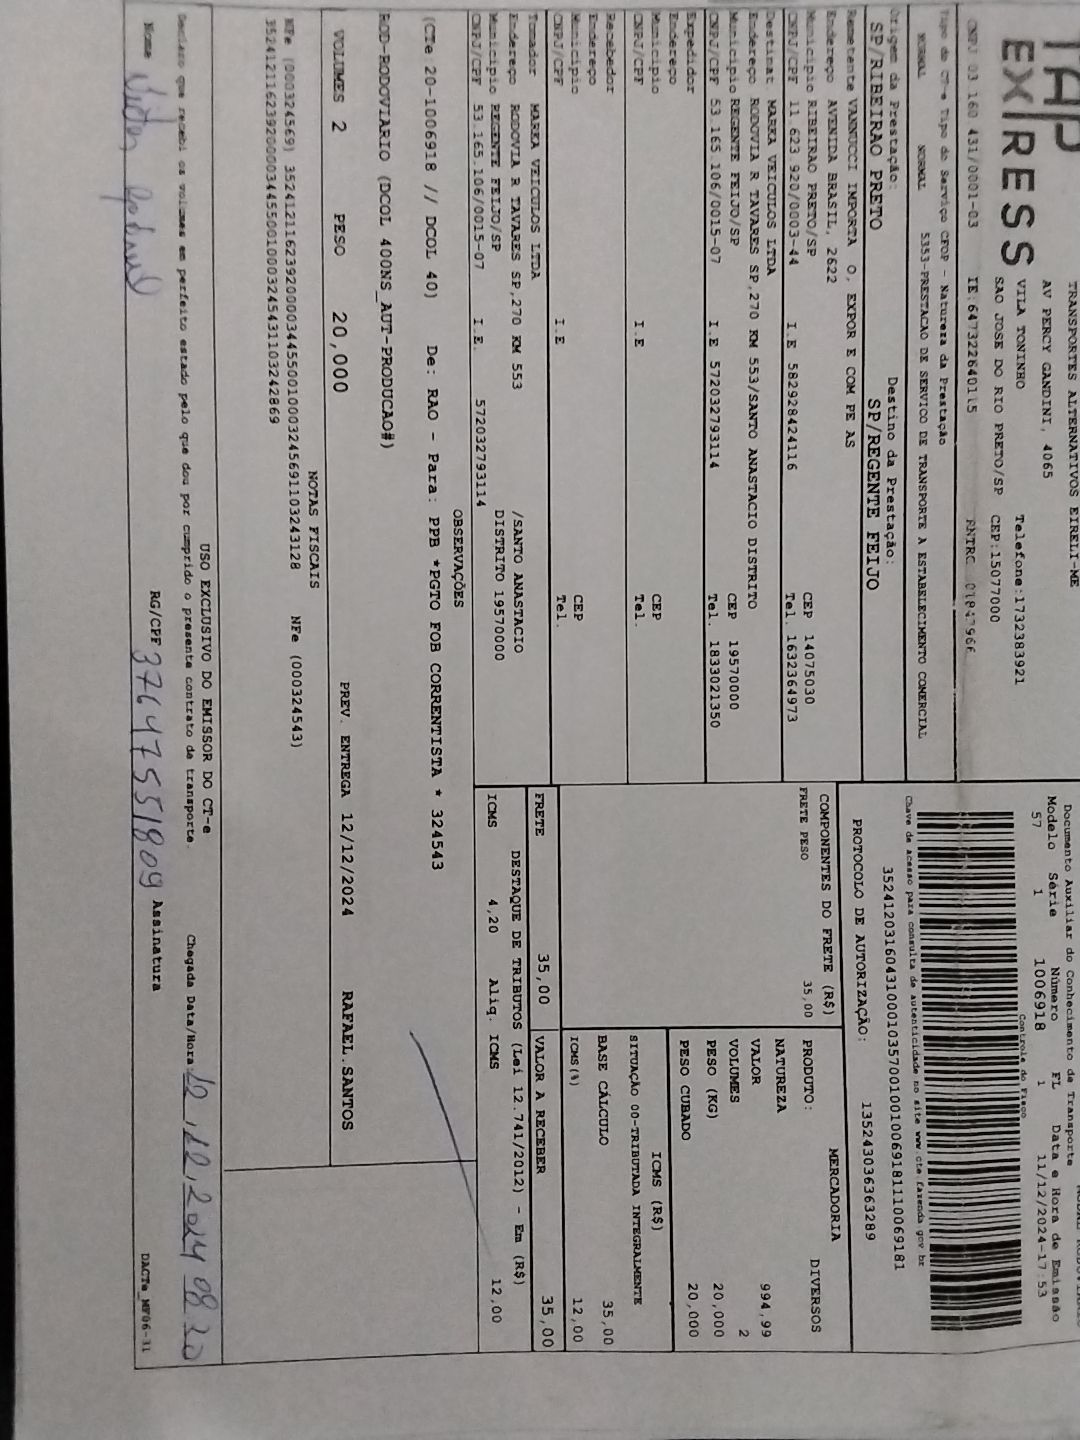 TAP
EX/RESS
TRANSPORTES ALTERNATIVOS EIRELI-ME
AV PERCY GANDINI, 4065
VILA TONINHO
SAO JOSE DO RIO PRETO/SP CEP:15077000
Telefone:1732383921
CNPJ 03 160 431/0001-03 IE:647322640115 RNTRC 01847966
Tipo do CT-e Tipo do Serviço CFOP - Natureza da Prestação
NORMAL NORMAL 5353-PRESTACAO DE SERVICO DE TRANSPORTE A ESTABELECIMENTO COMERCIAL
Origem da Prestação: Destino da Prestação:
SP/RIBEIRAO PRETO SP/REGENTE FEIJO
Documento Auxiliar do Conhecimento de Transporte
Modelo Série Número FL Data e Hora de Emissão
57 1 1006918 1 11/12/2024-17:53
Controle do Fisco
Chave de acesso para consulta de autenticidade no site www.cte.fazenda.gov.br
35241203160431000103570010010069181110069181
PROTOCOLO DE AUTORIZAÇÃO: 135243036363289
Remetente VANNUCCI IMPORTA O, EXPOR E COM PE AS
Endereço AVENIDA BRASIL, 2622
Municipio RIBEIRAO PRETO/SP CEP 14075030
CNPJ/CPF 11.623.920/0003-44 I.E 582928424116 Tel. 1632364973
Destinat. MARKA VEICULOS LTDA
Endereço RODOVIA R TAVARES SP,270 KM 553/SANTO ANASTACIO DISTRITO
Municipio REGENTE FEIJO/SP CEP 19570000
CNPJ/CPF 53.165.106/0015-07 I.E 572032793114 Tel. 1833021350
Expedidor
Endereço
Municipio CEP
CNPJ/CPF I.E Tel.
Recebedor
Endereço
Municipio CEP
CNPJ/CPF I.E Tel.
Tomador MARKA VEICULOS LTDA
Endereço RODOVIA R TAVARES SP,270 KM 553 /SANTO ANASTACIO
Municipio REGENTE FEIJO/SP DISTRITO 19570000
CNPJ/CPF 53.165.106/0015-07 I.E. 572032793114
COMPONENTES DO FRETE (R$)
FRETE PESO 35,00
MERCADORIA
PRODUTO: DIVERSOS
NATUREZA
VALOR 994,99
VOLUMES 2
PESO (KG) 20,000
PESO CUBADO 20,000
ICMS (R$)
SITUAÇÃO 00-TRIBUTADA INTEGRALMENTE
BASE CÁLCULO 35,00
ICMS(%) 12,00
FRETE 35,00 VALOR A RECEBER 35,00
DESTAQUE DE TRIBUTOS (Lei 12.741/2012) - Em (R$)
ICMS 4,20 Aliq. ICMS 12,00
OBSERVAÇÕES
(CTe 20-1006918 // DCOL 40) De: RAO - Para: PPB *PGTO FOB CORRENTISTA * 324543
ROD-RODOVIARIO (DCOL 400NS_AUT-PRODUCAO#)
VOLUMES 2 PESO 20,000 PREV. ENTREGA 12/12/2024 RAFAEL.SANTOS
NOTAS FISCAIS
NFe (000324569) 35241211623920000344550010003245691103243128 NFe (000324543)
35241211623920000344550010003245431103242869
USO EXCLUSIVO DO EMISSOR DO CT-e
Declaro que recebi os volumes em perfeito estado pelo que dou por cumprido o presente contrato de transporte. Chegada Data/Hora: 12,12,2024 08 20
Nome RG/CPF 37647551809 Assinatura
DACTe_MF06-31